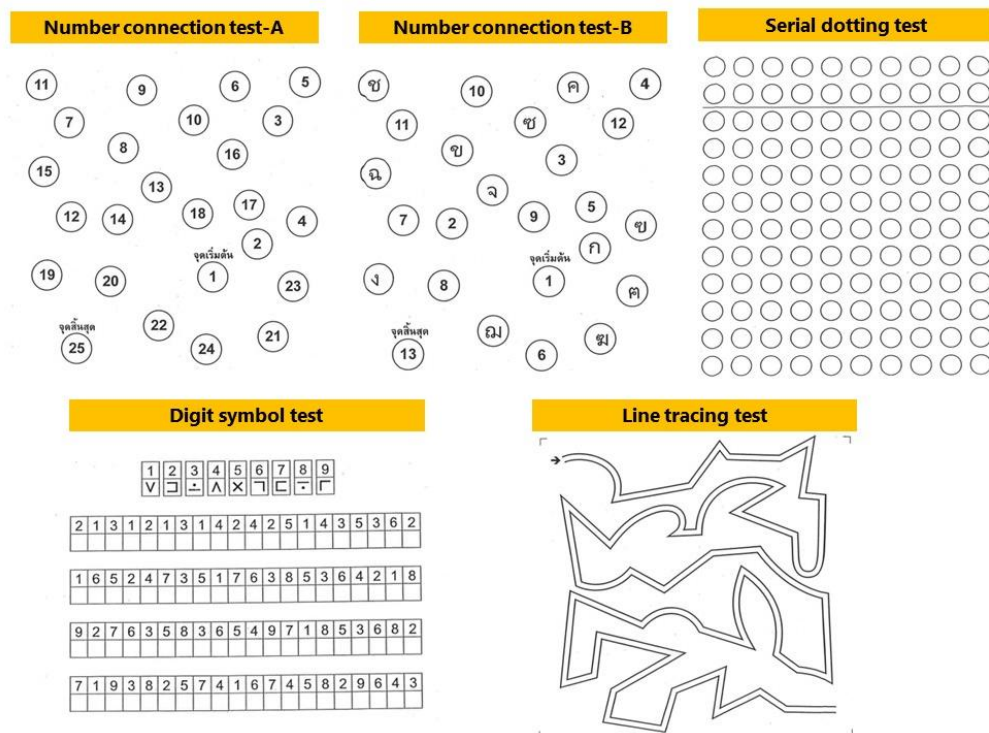 Number connection test-A
11 9 6 5
7 10 3
8 16
15 13
12 14 18 17 4
2
จุดเริ่มต้น
19 20 1 23
22 21
จุดสิ้นสุด
25 24
Number connection test-B
ช 10 ค 4
11 ซ 12
ข 3
ฉ จ
7 2 9 5 ฃ
ก
จุดเริ่มต้น
ง 8 1 ฅ
ฌ ฆ
จุดสิ้นสุด
13 6
Serial dotting test
Digit symbol test
1 2 3 4 5 6 7 8 9
2 1 3 1 2 1 3 1 4 2 4 2 5 1 4 3 5 3 6 2
1 6 5 2 4 7 3 5 1 7 6 3 8 5 3 6 4 2 1 8
9 2 7 6 3 5 8 3 6 5 4 9 7 1 8 5 3 6 8 2
7 1 9 3 8 2 5 7 4 1 6 7 4 5 8 2 9 6 4 3
Line tracing test